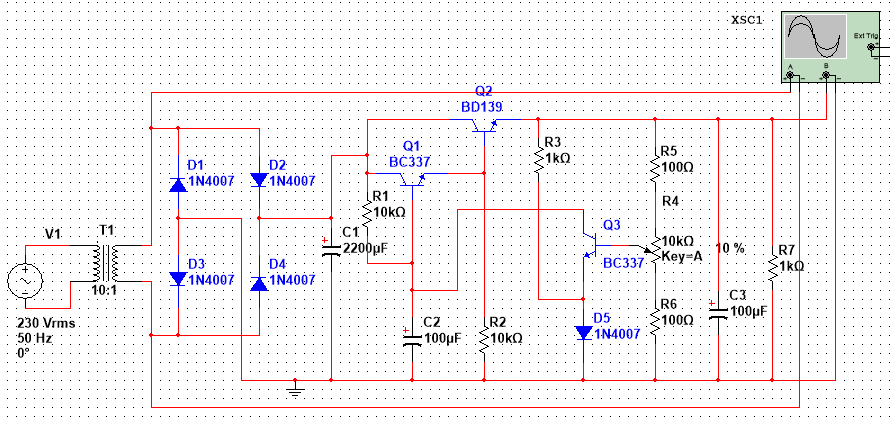 XSC1
Ext Trig
+
-
A
B
+ - + -
Q2
BD139
Q1
BC337
R3
1kΩ
R5
100Ω
D1
1N4007
D2
1N4007
R1
10kΩ
R4
10kΩ
Key=A
10 %
Q3
BC337
V1
T1
10:1
C1
2200µF
R7
1kΩ
D3
1N4007
D4
1N4007
C2
100µF
R2
10kΩ
D5
1N4007
R6
100Ω
C3
100µF
230 Vrms
50 Hz
0°